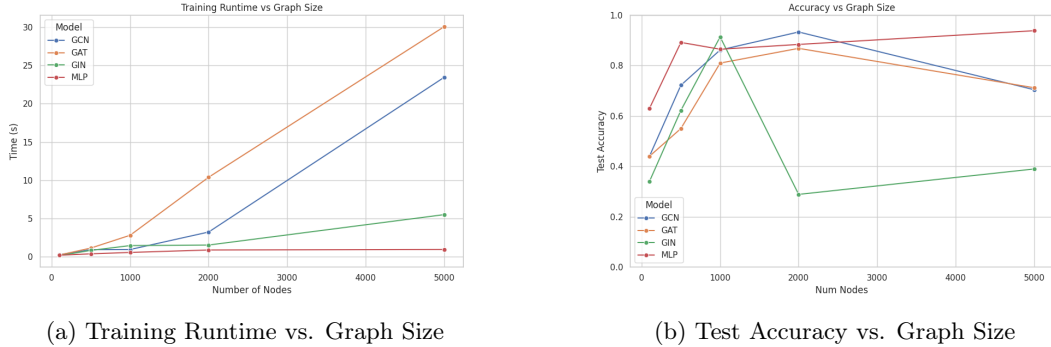 Training Runtime vs Graph Size
Model
GCN
GAT
GIN
MLP
Time (s)
30
25
20
15
10
5
0
0 1000 2000 3000 4000 5000
Number of Nodes
(a) Training Runtime vs. Graph Size
Accuracy vs Graph Size
Test Accuracy
1.0
0.8
0.6
0.4
0.2
0.0
Model
GCN
GAT
GIN
MLP
0 1000 2000 3000 4000 5000
Num Nodes
(b) Test Accuracy vs. Graph Size